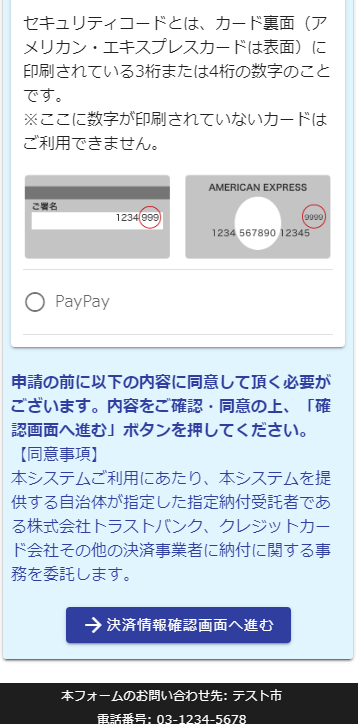 セキュリティコードとは、カード裏面（ア
メリカン・エキスプレスカードは表面）に
印刷されている3桁または4桁の数字のこと
です。
※ここに数字が印刷されていないカードは
ご利用できません。
ご署名
1234 999
AMERICAN EXPRESS
9999
1234 567890 12345
PayPay
申請の前に以下の内容に同意して頂く必要が
ございます。内容をご確認・同意の上、「確
認画面へ進む」ボタンを押してください。
【同意事項】
本システムご利用にあたり、本システムを提
供する自治体が指定した指定納付受託者であ
る株式会社トラストバンク、クレジットカー
ド会社その他の決済事業者に納付に関する事
務を委託します。
→決済情報確認画面へ進む
本フォームのお問い合わせ先: テスト市
電話番号: 03-1234-5678